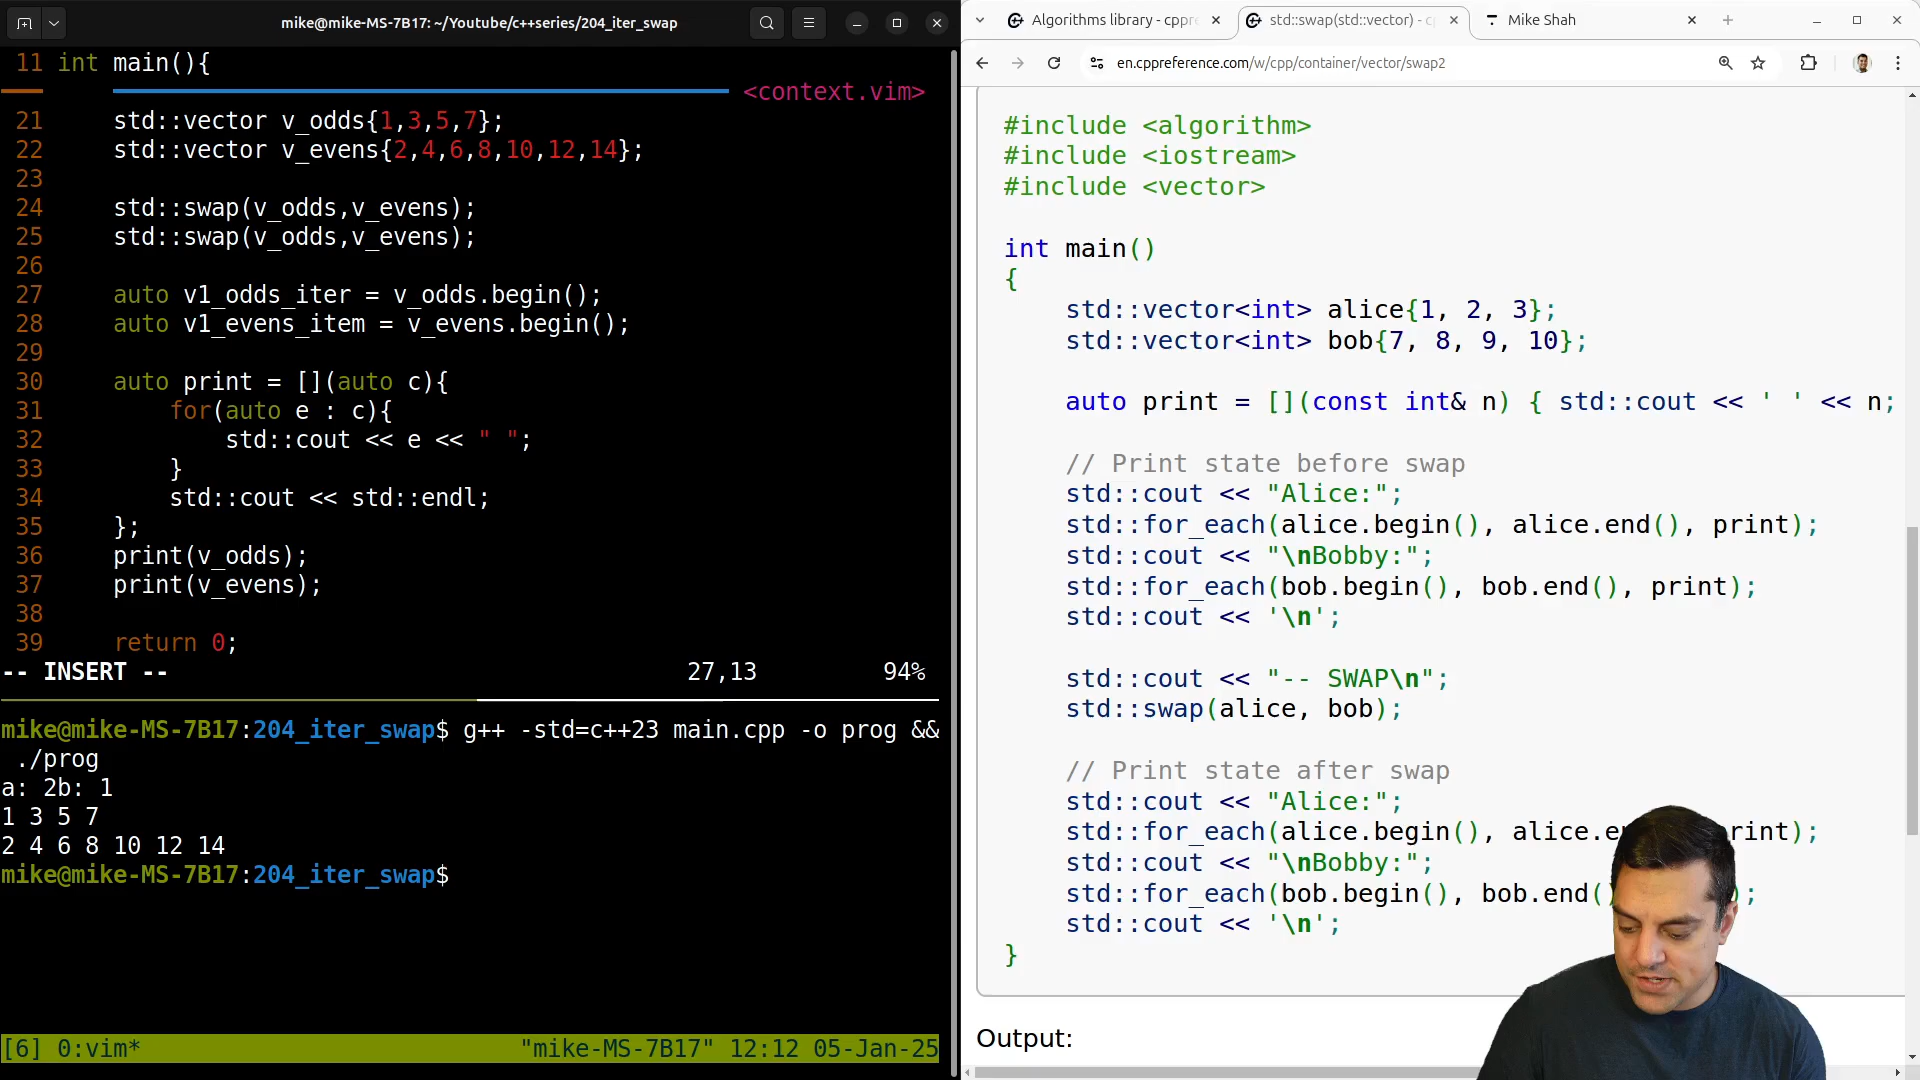 mike@mike-MS-7B17: ~/Youtube/c++series/204_iter_swap
11 int main(){
<context.vim>
21 std::vector v_odds{1,3,5,7};
22 std::vector v_evens{2,4,6,8,10,12,14};
23
24 std::swap(v_odds,v_evens);
25 std::swap(v_odds,v_evens);
26
27 auto v1_odds_iter = v_odds.begin();
28 auto v1_evens_item = v_evens.begin();
29
30 auto print = [](auto c){
31 for(auto e : c){
32 std::cout << e << " ";
33 }
34 std::cout << std::endl;
35 };
36 print(v_odds);
37 print(v_evens);
38
39 return 0;
-- INSERT -- 27,13 94%
mike@mike-MS-7B17:204_iter_swap$ g++ -std=c++23 main.cpp -o prog &&
./prog
a: 2b: 1
1 3 5 7
2 4 6 8 10 12 14
mike@mike-MS-7B17:204_iter_swap$
[6] 0:vim* "mike-MS-7B17" 12:12 05-Jan-25
Algorithms library - cppre
std::swap(std::vector) - c
Mike Shah
en.cppreference.com/w/cpp/container/vector/swap2
#include <algorithm>
#include <iostream>
#include <vector>
int main()
{
std::vector<int> alice{1, 2, 3};
std::vector<int> bob{7, 8, 9, 10};
auto print = [](const int& n) { std::cout << ' ' << n;
// Print state before swap
std::cout << "Alice:";
std::for_each(alice.begin(), alice.end(), print);
std::cout << "\nBobby:";
std::for_each(bob.begin(), bob.end(), print);
std::cout << '\n';
std::cout << "-- SWAP\n";
std::swap(alice, bob);
// Print state after swap
std::cout << "Alice:";
std::for_each(alice.begin(), alice.e rint);
std::cout << "\nBobby:";
std::for_each(bob.begin(), bob.end( );
std::cout << '\n';
}
Output: